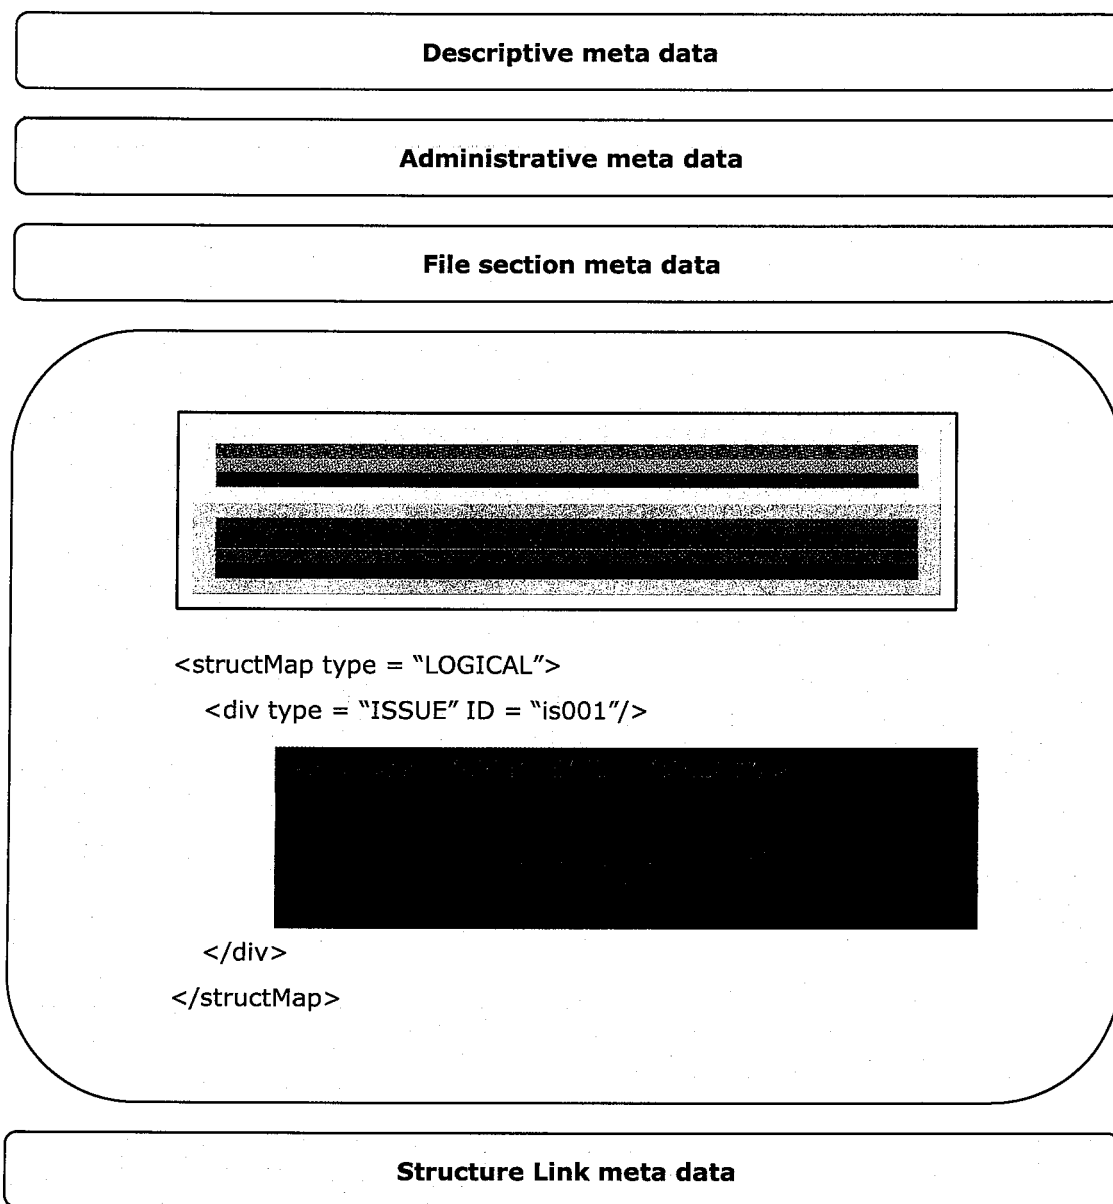 Descriptive meta data
Administrative meta data
File section meta data
<structMap type = “LOGICAL”>
<div type = “ISSUE” ID = “is001”/>
</div>
</structMap>
Structure Link meta data